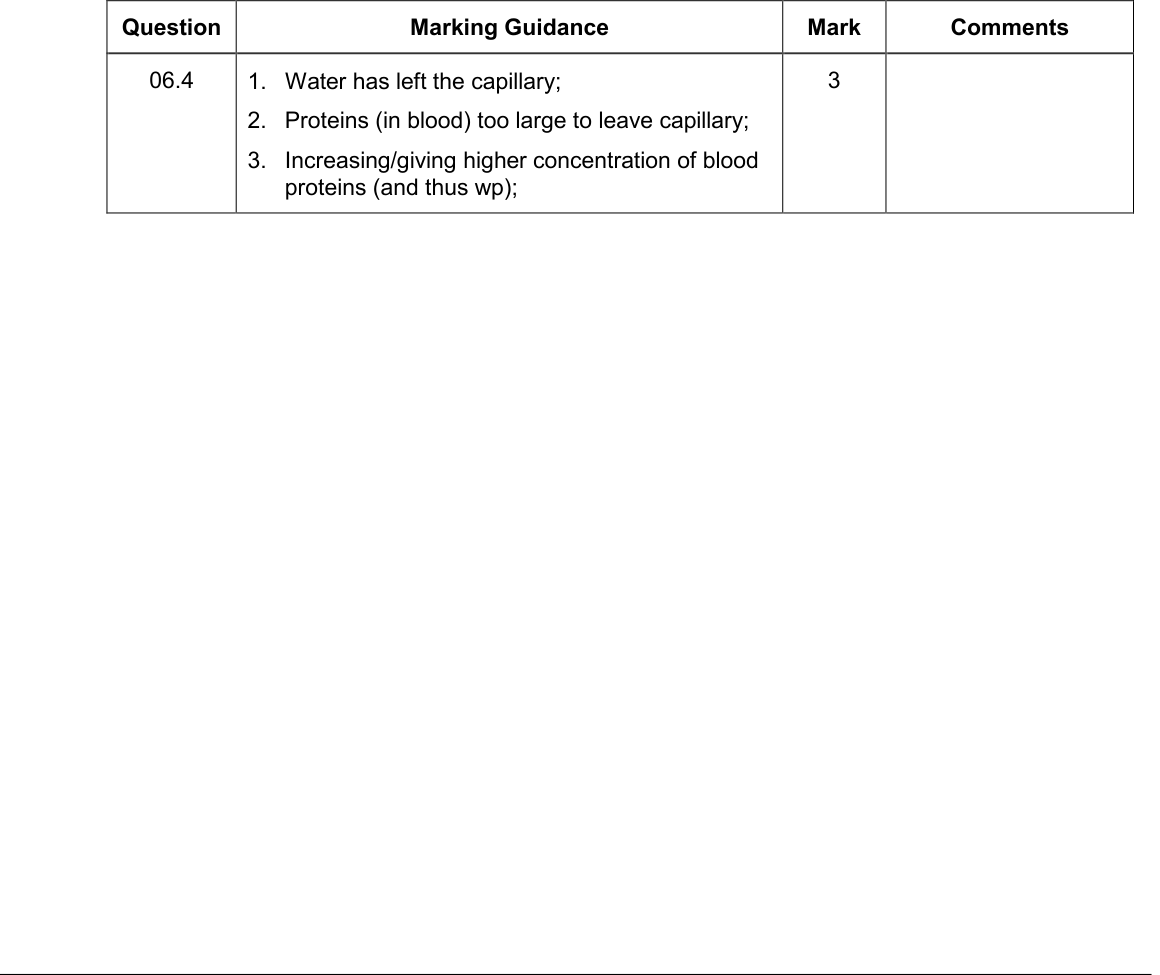 Question Marking Guidance Mark Comments
06.4 1. Water has left the capillary; 3
2. Proteins (in blood) too large to leave capillary;
3. Increasing/giving higher concentration of blood
proteins (and thus wp);